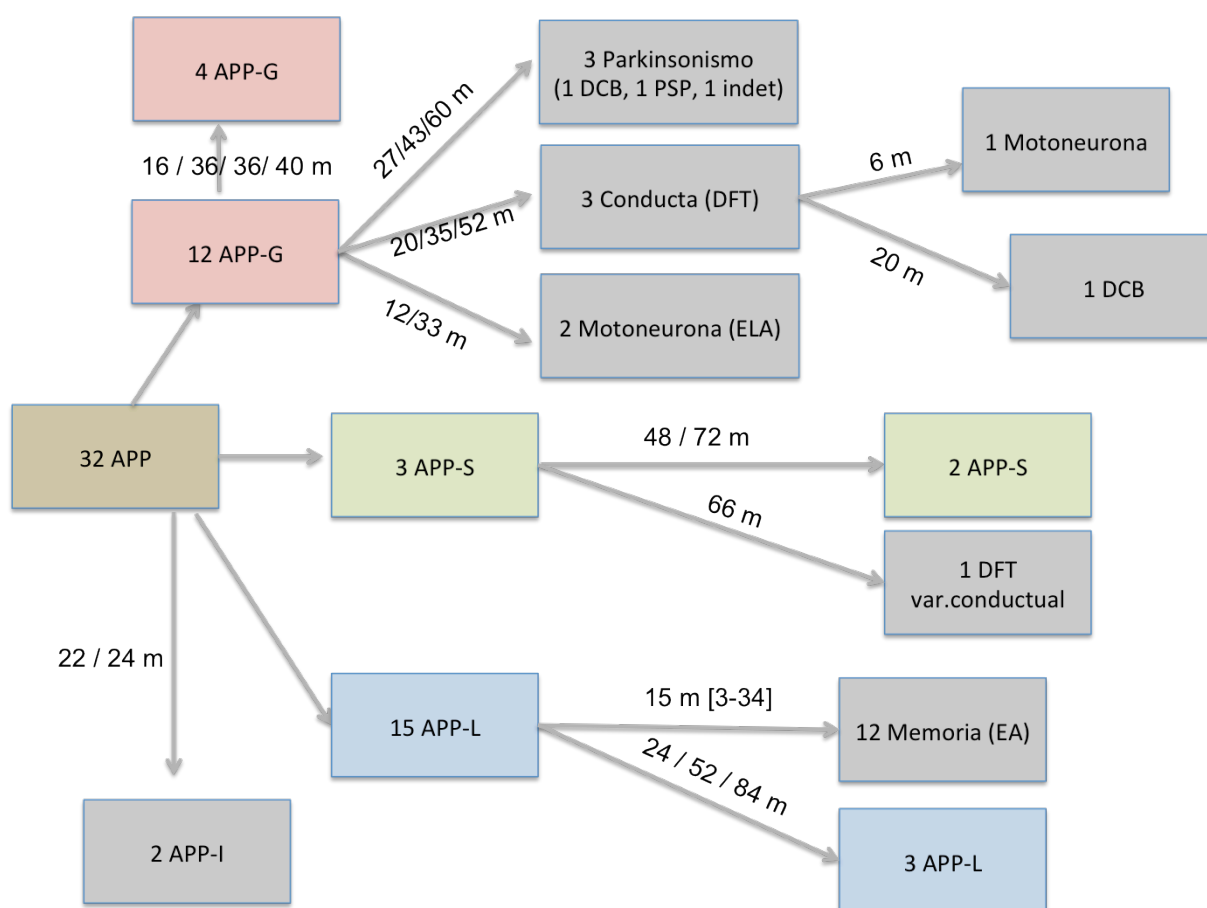 4 APP-G
16 / 36/ 36/ 40 m
12 APP-G
27/43/60 m
3 Parkinsonismo
(1 DCB, 1 PSP, 1 indet)
20/35/52 m
3 Conducta (DFT)
6 m
1 Motoneurona
20 m
1 DCB
12/33 m
2 Motoneurona (ELA)
32 APP
3 APP-S
48 / 72 m
2 APP-S
66 m
1 DFT
var.conductual
22 / 24 m
2 APP-I
15 APP-L
15 m [3-34]
12 Memoria (EA)
24 / 52 / 84 m
3 APP-L